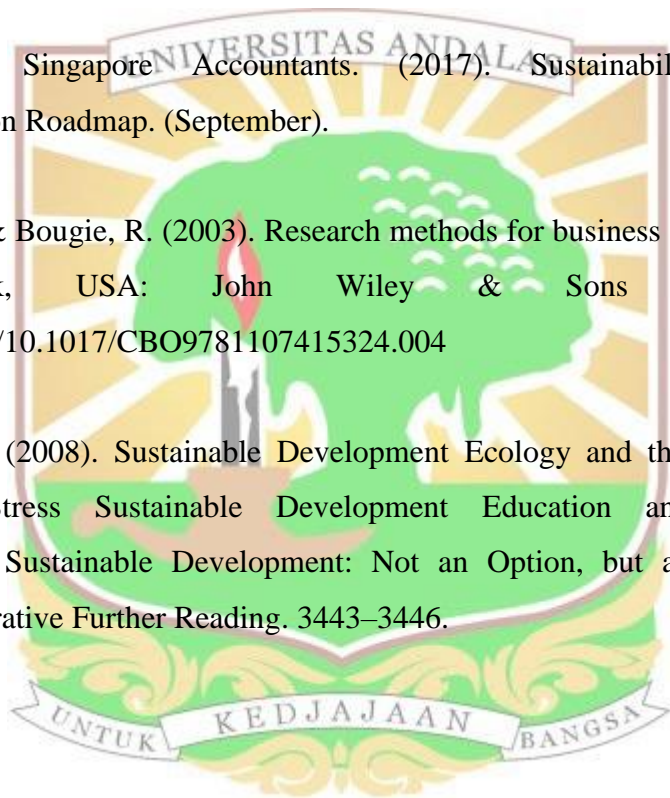 UNIVERSITAS ANDALAS
Singapore Accountants. (2017). Sustainabil
on Roadmap. (September).
& Bougie, R. (2003). Research methods for business
USA: John Wiley & Sons
/10.1017/CBO9781107415324.004
(2008). Sustainable Development Ecology and th
tress Sustainable Development Education an
Sustainable Development: Not an Option, but a
rative Further Reading. 3443–3446.
UNTUK KEDJAJAAN BANGSA